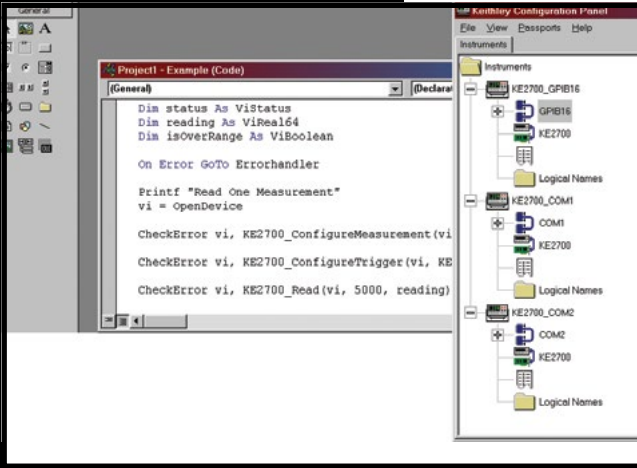 General
A
Project1 - Example (Code)
(General)
(Declarat
Dim status As ViStatus
Dim reading As ViReal64
Dim isOverRange As ViBoolean
On Error GoTo Errorhandler
Printf "Read One Measurement"
vi = OpenDevice
CheckError vi, KE2700_ConfigureMeasurement(vi
CheckError vi, KE2700_ConfigureTrigger(vi, KE
CheckError vi, KE2700_Read(vi, 5000, reading)
Keithley Configuration Panel
File View Passports Help
Instruments
Instruments
KE2700_GPIB16
GPIB16
KE2700
Logical Names
KE2700_COM1
COM1
KE2700
Logical Names
KE2700_COM2
COM2
KE2700
Logical Names